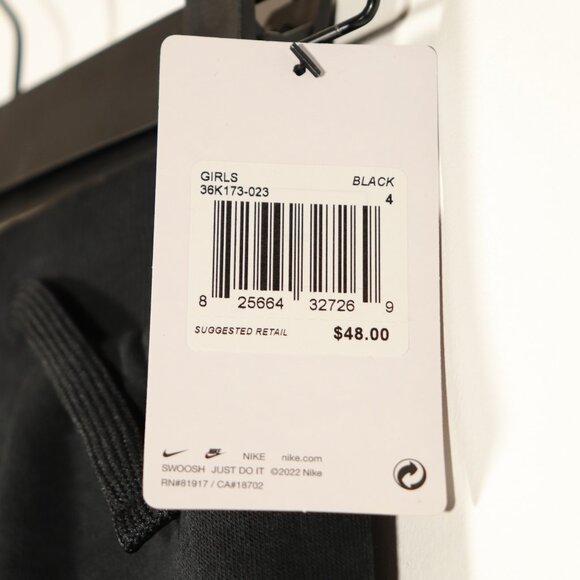 GIRLS
36K173-023
BLACK
4
8 25664 32726 9
SUGGESTED RETAIL $48.00
NIKE nike.com
SWOOSH JUST DO IT ©2022 Nike
RN#81917 / CA#18702